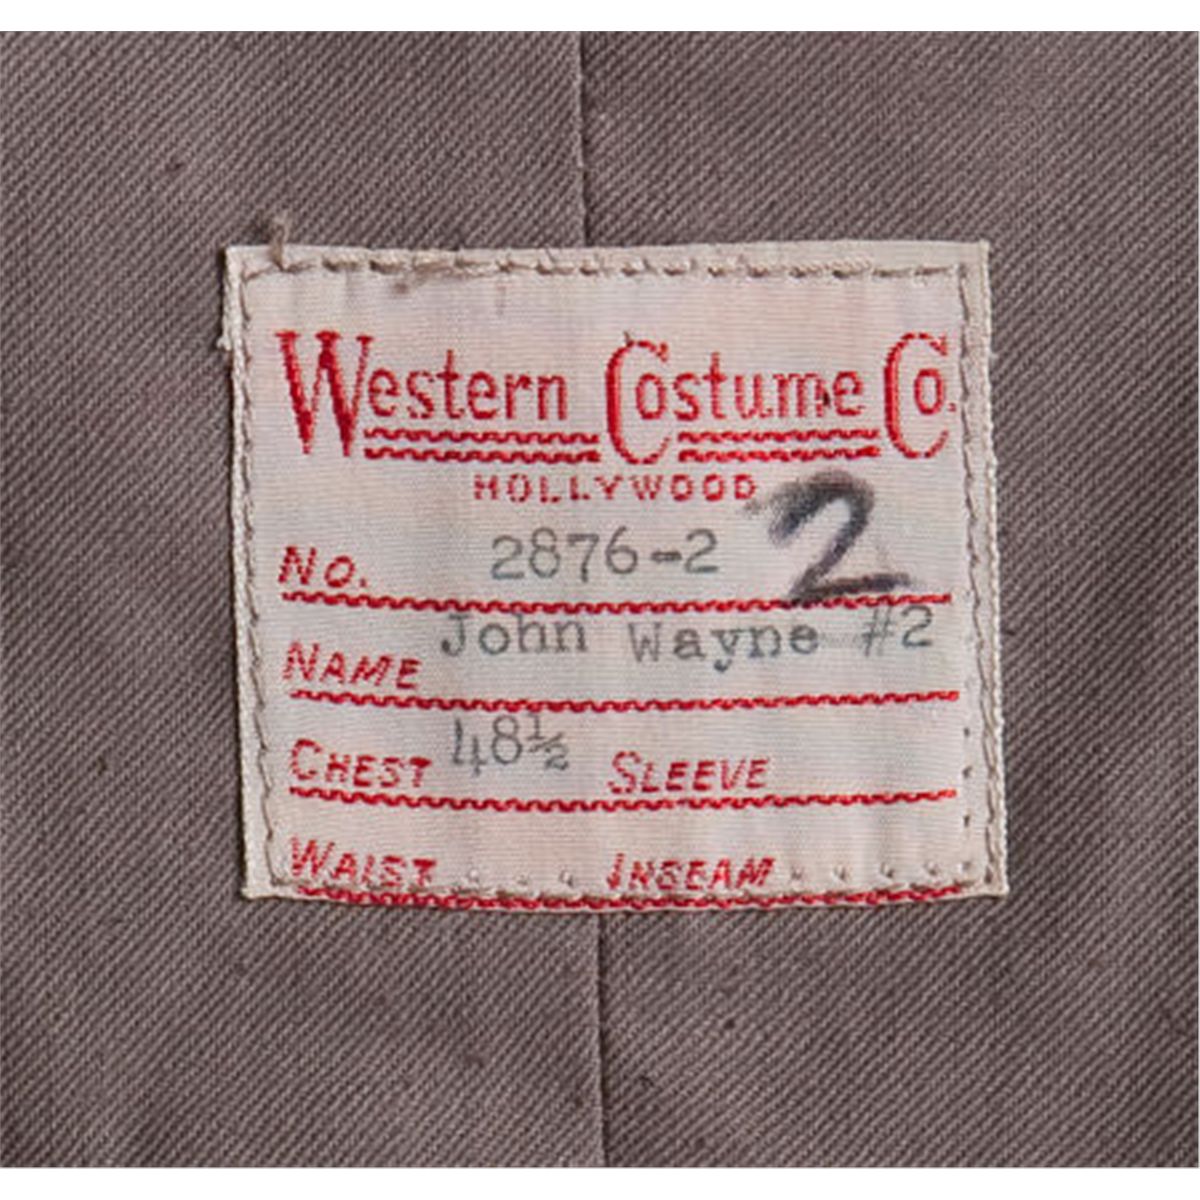 Western Costume Co.
HOLLYWOOD
No. 2876-2 2
NAME John Wayne #2
CHEST 48½ SLEEVE
WAIST INSEAM